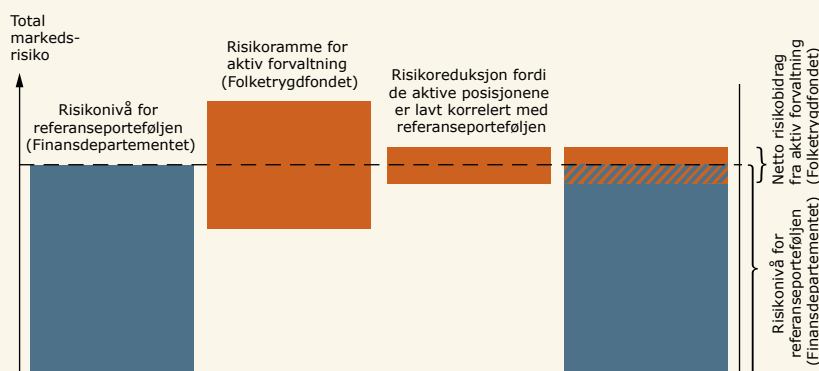 Total
markeds-
risiko
Risikonivå for
referanseporteføljen
(Finansdepartementet)
Risikoramme for
aktiv forvaltning
(Folketrygdfondet)
Risikoreduksjon fordi
de aktive posisjonene
er lavt korrelert med
referanseporteføljen
Netto risikobidrag
fra aktiv forvaltning
(Folketrygdfondet)
Risikonivå for
referanseporteføljen
(Finansdepartementet)